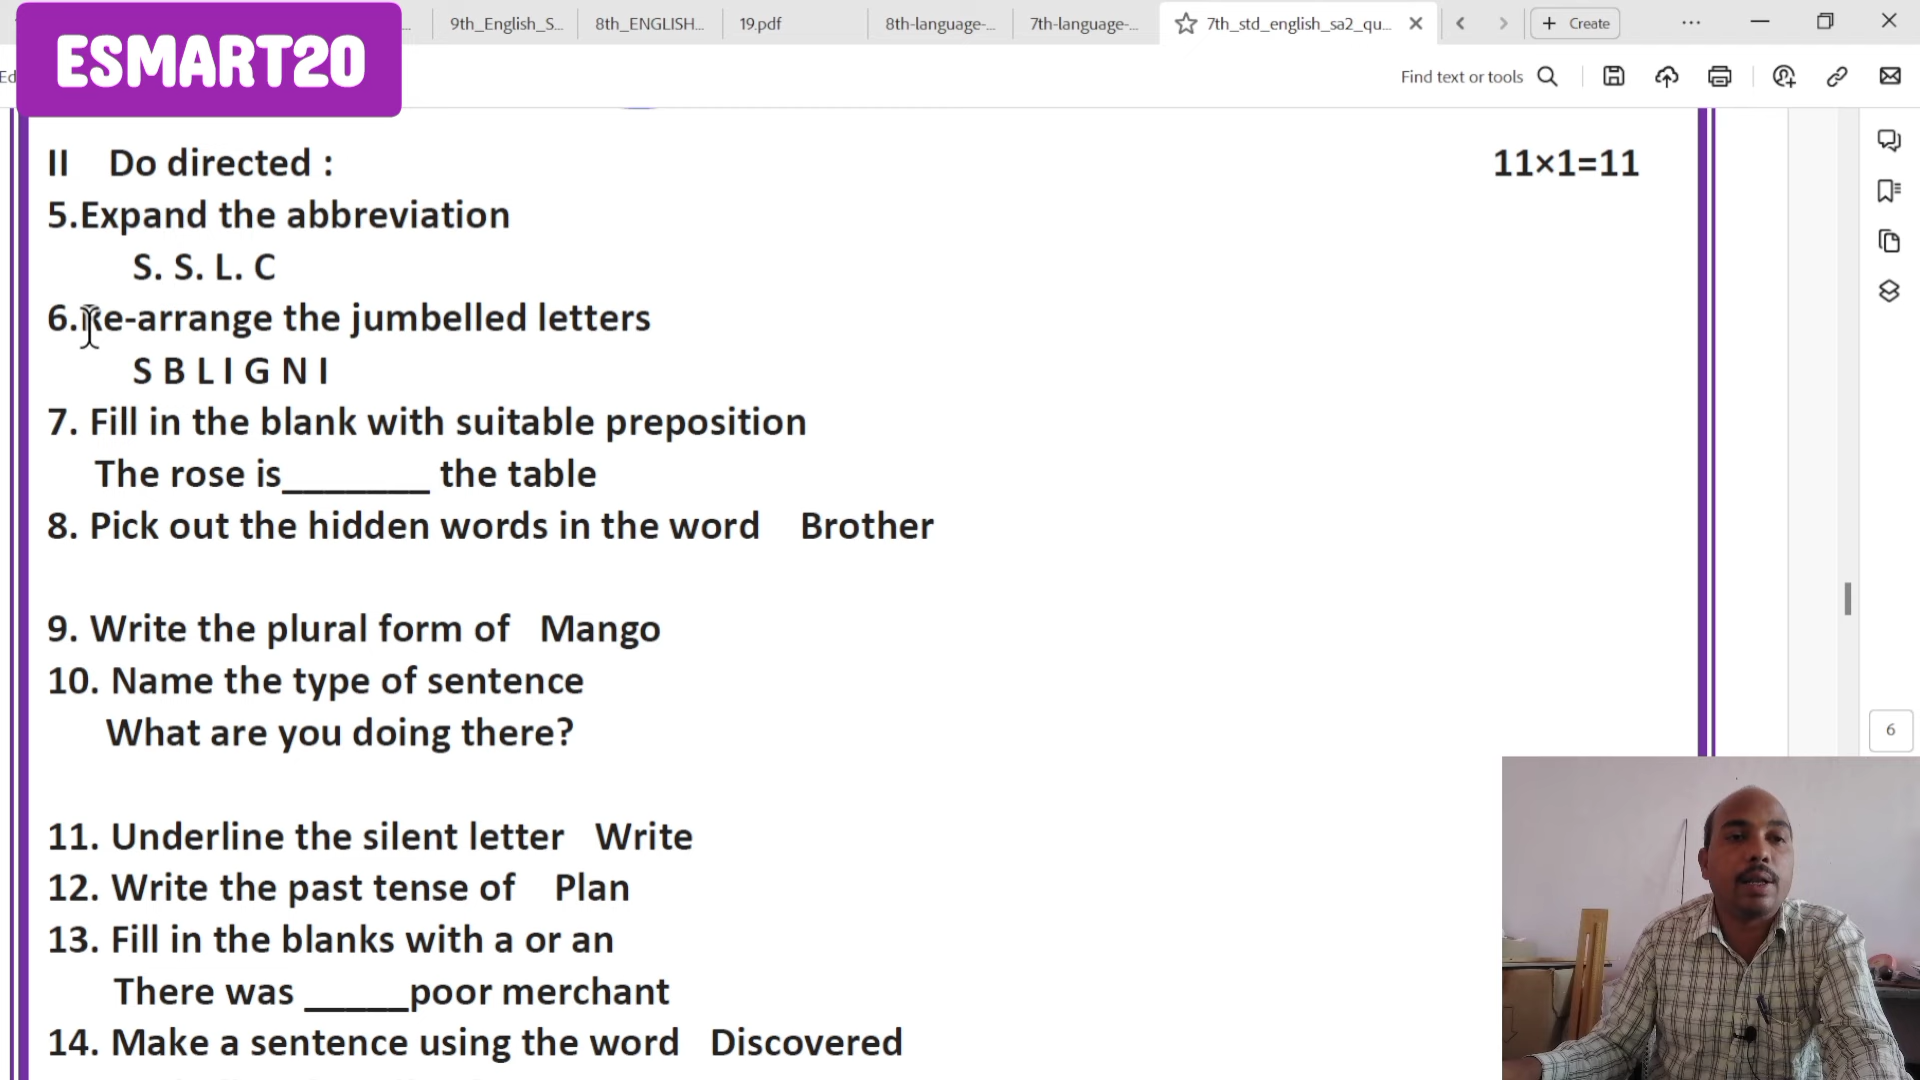 9th_English_S...
8th_ENGLISH...
19.pdf
8th-language-...
7th-language-...
7th_std_english_sa2_qu...
Create
ESMART20
Ed
Find text or tools
II Do directed :
11×1=11
5.Expand the abbreviation
S. S. L. C
6.Re-arrange the jumbelled letters
S B L I G N I
7. Fill in the blank with suitable preposition
The rose is_______ the table
8. Pick out the hidden words in the word Brother
9. Write the plural form of Mango
10. Name the type of sentence
What are you doing there?
11. Underline the silent letter Write
12. Write the past tense of Plan
13. Fill in the blanks with a or an
There was _____poor merchant
14. Make a sentence using the word Discovered
6